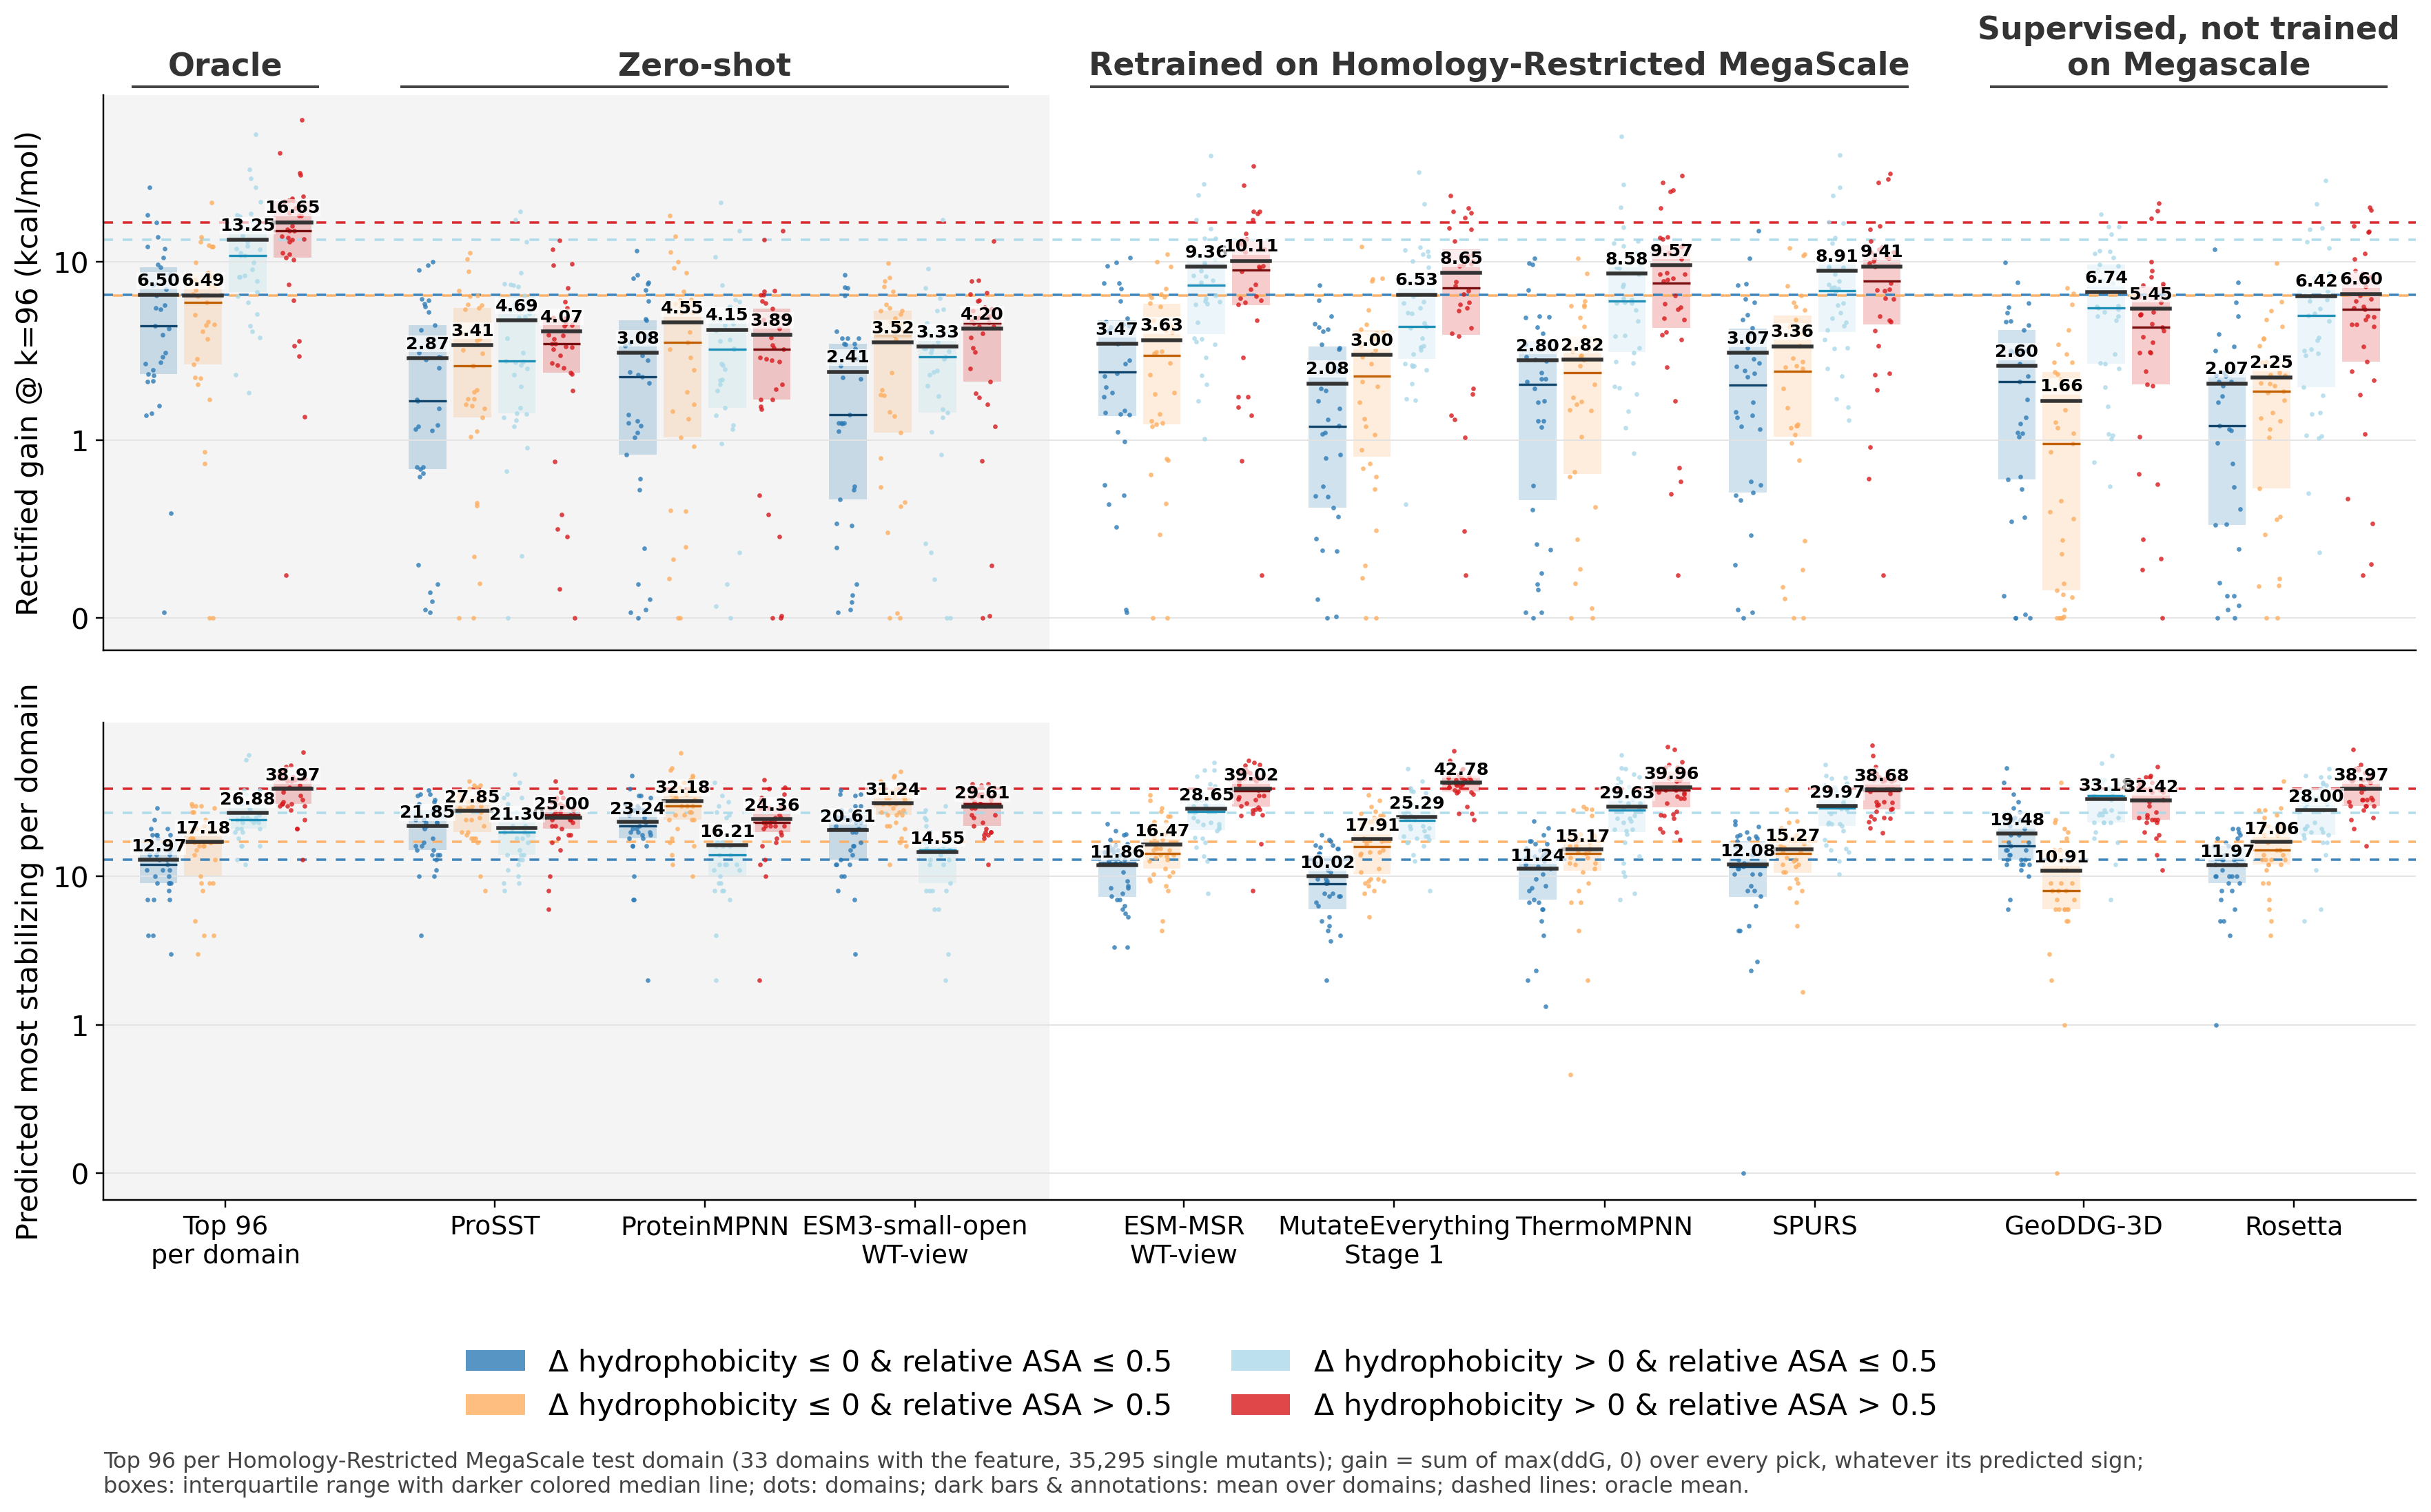 Supervised, not trained
Oracle Zero-shot Retrained on Homology-Restricted MegaScale on Megascale
Rectified gain @ k=96 (kcal/mol)
10
1
0
6.50 6.49 13.25 16.65
2.87 3.41 4.69 4.07
3.08 4.55 4.15 3.89
2.41 3.52 3.33 4.20
3.47 3.63 9.36 10.11
2.08 3.00 6.53 8.65
2.80 2.82 8.58 9.57
3.07 3.36 8.91 9.41
2.60 1.66 6.74 5.45
2.07 2.25 6.42 6.60
Predicted most stabilizing per domain
10
1
0
12.97 17.18 26.88 38.97
21.85 27.85 21.30 25.00
23.24 32.18 16.21 24.36
20.61 31.24 14.55 29.61
11.86 16.47 28.65 39.02
10.02 17.91 25.29 42.78
11.24 15.17 29.63 39.96
12.08 15.27 29.97 38.68
19.48 10.91 33.18 32.42
11.97 17.06 28.00 38.97
Top 96 ProSST ProteinMPNN ESM3-small-open ESM-MSR MutateEverything ThermoMPNN SPURS GeoDDG-3D Rosetta
per domain WT-view WT-view Stage 1
Δ hydrophobicity ≤ 0 & relative ASA ≤ 0.5 Δ hydrophobicity > 0 & relative ASA ≤ 0.5
Δ hydrophobicity ≤ 0 & relative ASA > 0.5 Δ hydrophobicity > 0 & relative ASA > 0.5
Top 96 per Homology-Restricted MegaScale test domain (33 domains with the feature, 35,295 single mutants); gain = sum of max(ddG, 0) over every pick, whatever its predicted sign;
boxes: interquartile range with darker colored median line; dots: domains; dark bars & annotations: mean over domains; dashed lines: oracle mean.